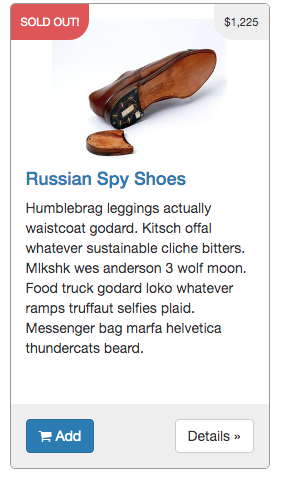 SOLD OUT!
$1,225
Russian Spy Shoes
Humblebrag leggings actually
waistcoat godard. Kitsch offal
whatever sustainable cliche bitters.
Mlkshk wes anderson 3 wolf moon.
Food truck godard loko whatever
ramps truffaut selfies plaid.
Messenger bag marfa helvetica
thundercats beard.
Add
Details »